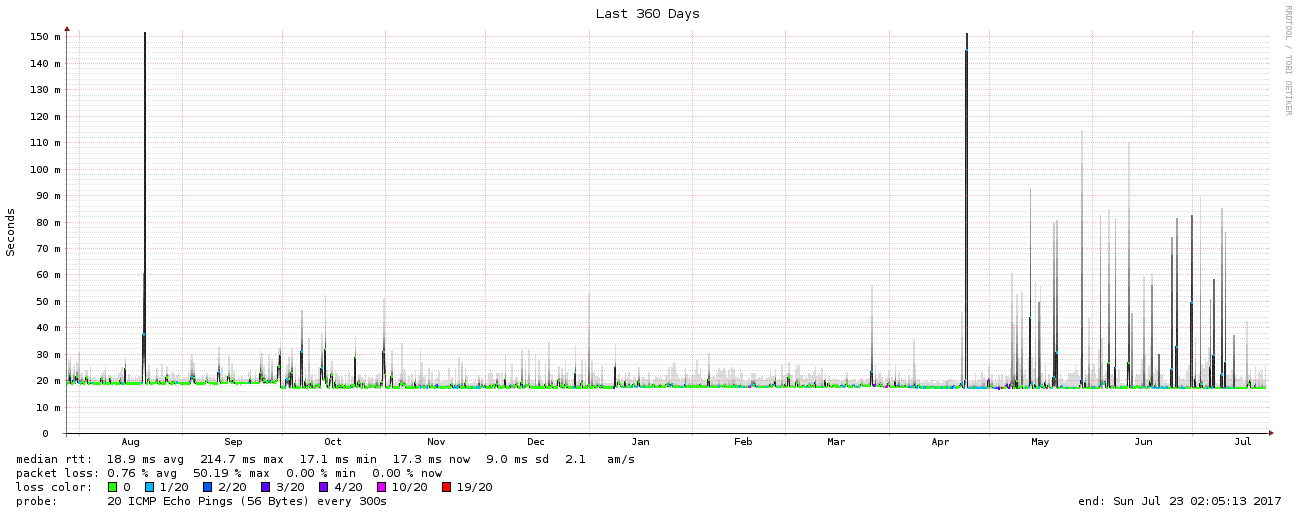 Last 360 Days
RRDTOOL / TOBI OETIKER
Seconds
150 m
140 m
130 m
120 m
110 m
100 m
90 m
80 m
70 m
60 m
50 m
40 m
30 m
20 m
10 m
0
Aug Sep Oct Nov Dec Jan Feb Mar Apr May Jun Jul
median rtt: 18.9 ms avg 214.7 ms max 17.1 ms min 17.3 ms now 9.0 ms sd 2.1 am/s
packet loss: 0.76 % avg 50.19 % max 0.00 % min 0.00 % now
loss color: 0 1/20 2/20 3/20 4/20 10/20 19/20
probe: 20 ICMP Echo Pings (56 Bytes) every 300s end: Sun Jul 23 02:05:13 2017